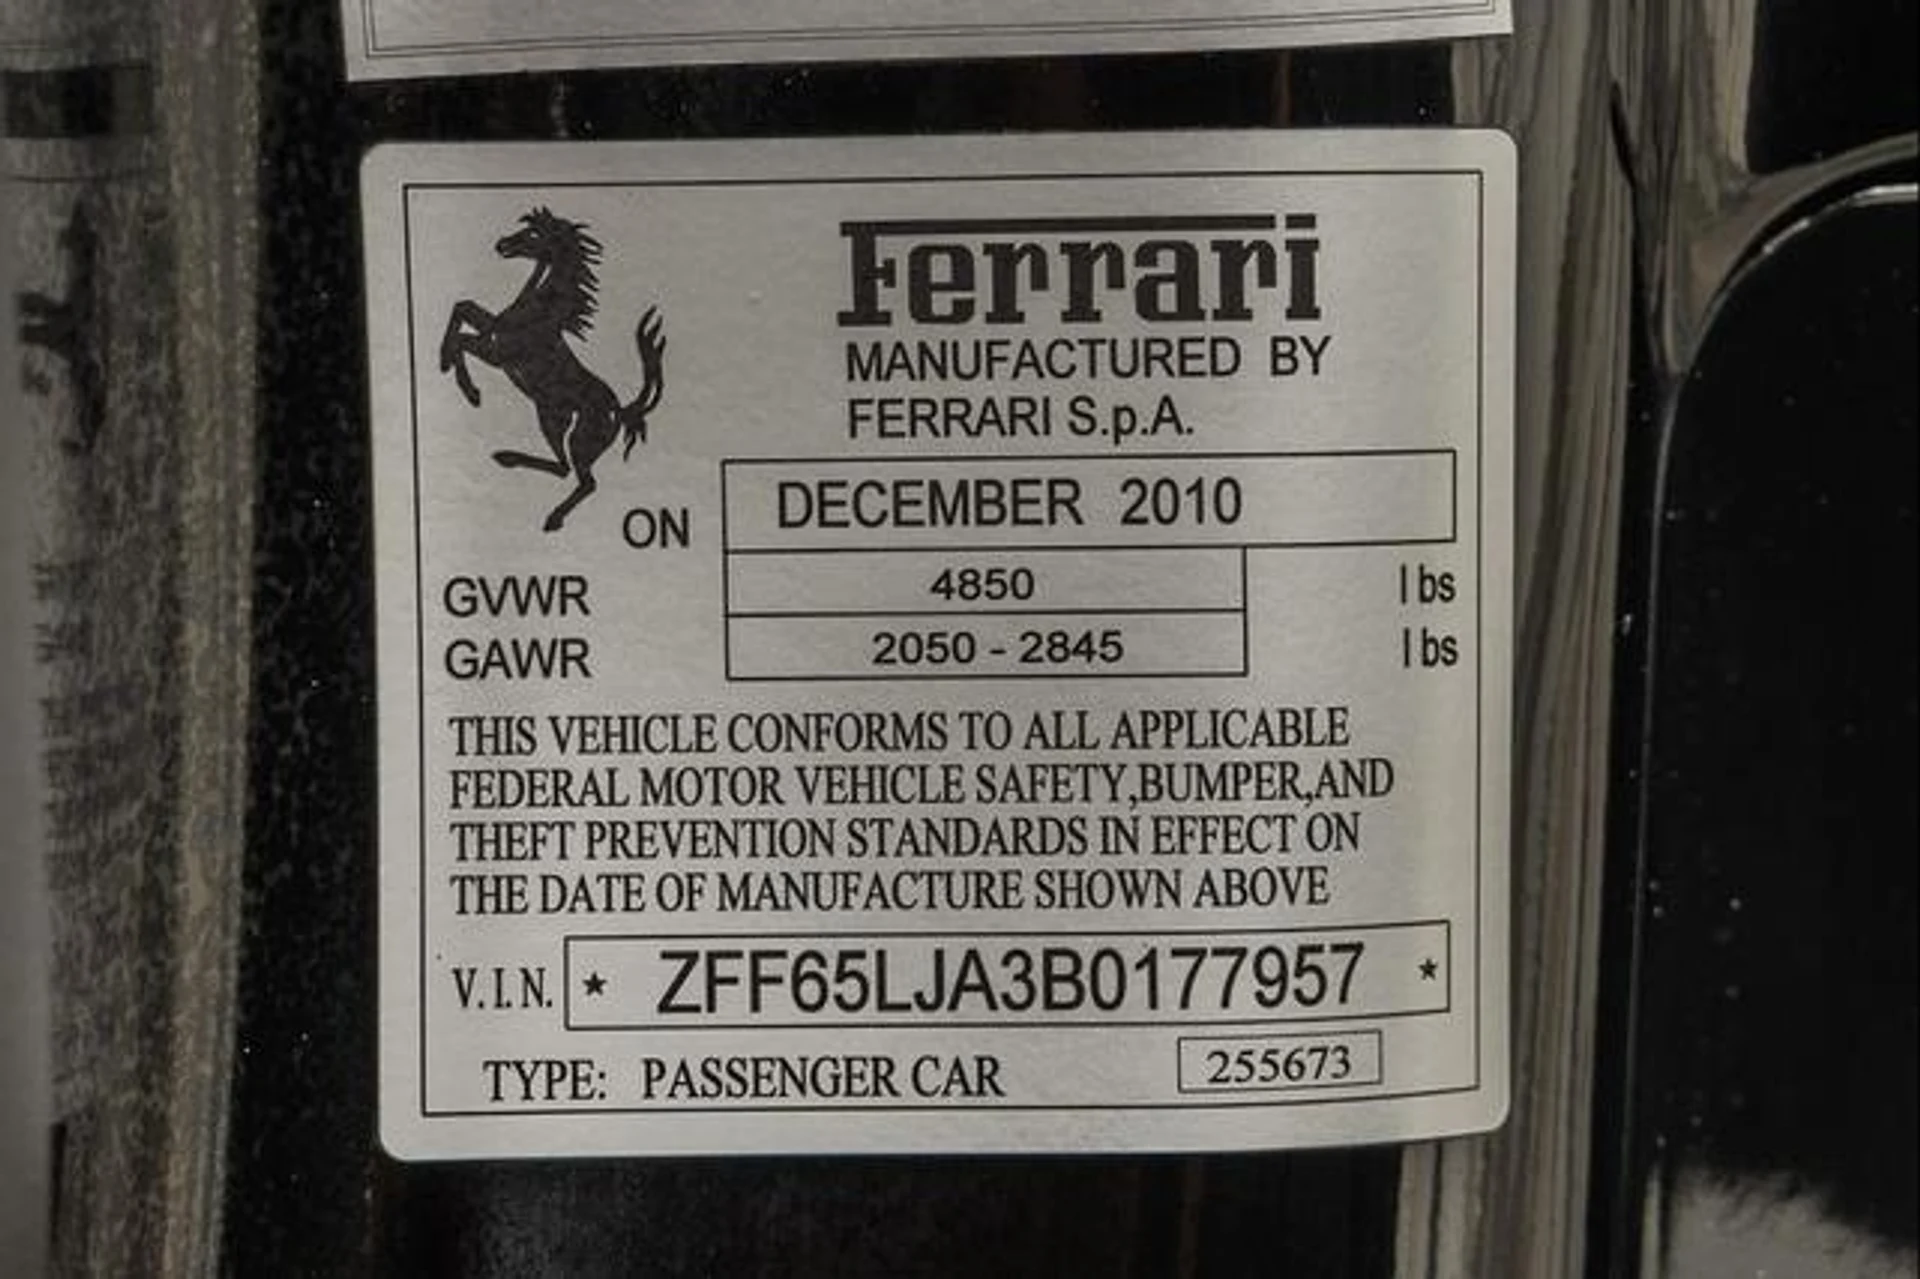 Ferrari
MANUFACTURED BY
FERRARI S.p.A.
ON DECEMBER 2010
GVWR 4850 lbs
GAWR 2050 - 2845 lbs
THIS VEHICLE CONFORMS TO ALL APPLICABLE
FEDERAL MOTOR VEHICLE SAFETY,BUMPER,AND
THEFT PREVENTION STANDARDS IN EFFECT ON
THE DATE OF MANUFACTURE SHOWN ABOVE
V.I.N. * ZFF65LJA3B0177957 *
TYPE: PASSENGER CAR 255673